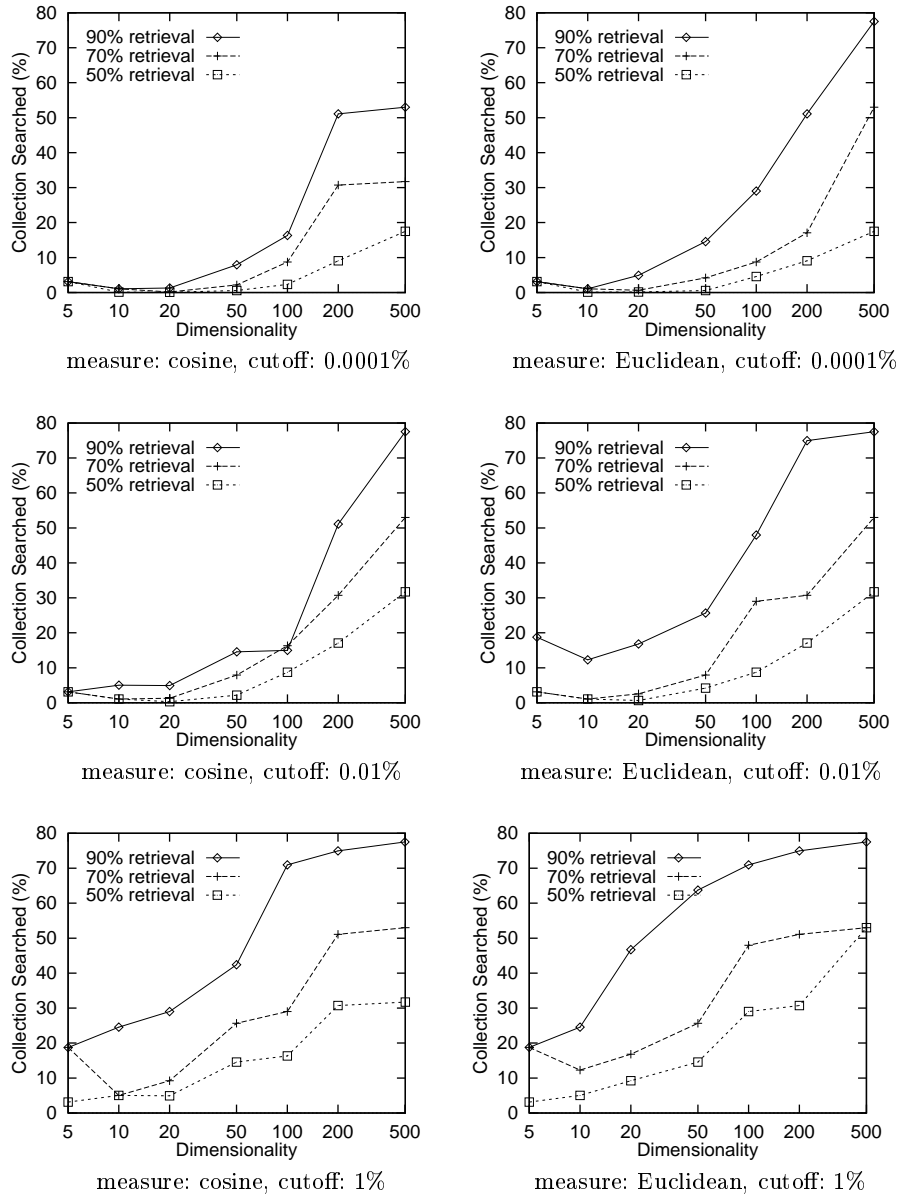 80
70
60
50
40
30
20
10
0
Collection Searched (%)
90% retrieval
70% retrieval
50% retrieval
5 10 20 50 100 200 500
Dimensionality
measure: cosine, cutoff: 0.0001%
80
70
60
50
40
30
20
10
0
Collection Searched (%)
90% retrieval
70% retrieval
50% retrieval
5 10 20 50 100 200 500
Dimensionality
measure: Euclidean, cutoff: 0.0001%
80
70
60
50
40
30
20
10
0
Collection Searched (%)
90% retrieval
70% retrieval
50% retrieval
5 10 20 50 100 200 500
Dimensionality
measure: cosine, cutoff: 0.01%
80
70
60
50
40
30
20
10
0
Collection Searched (%)
90% retrieval
70% retrieval
50% retrieval
5 10 20 50 100 200 500
Dimensionality
measure: Euclidean, cutoff: 0.01%
80
70
60
50
40
30
20
10
0
Collection Searched (%)
90% retrieval
70% retrieval
50% retrieval
5 10 20 50 100 200 500
Dimensionality
measure: cosine, cutoff: 1%
80
70
60
50
40
30
20
10
0
Collection Searched (%)
90% retrieval
70% retrieval
50% retrieval
5 10 20 50 100 200 500
Dimensionality
measure: Euclidean, cutoff: 1%